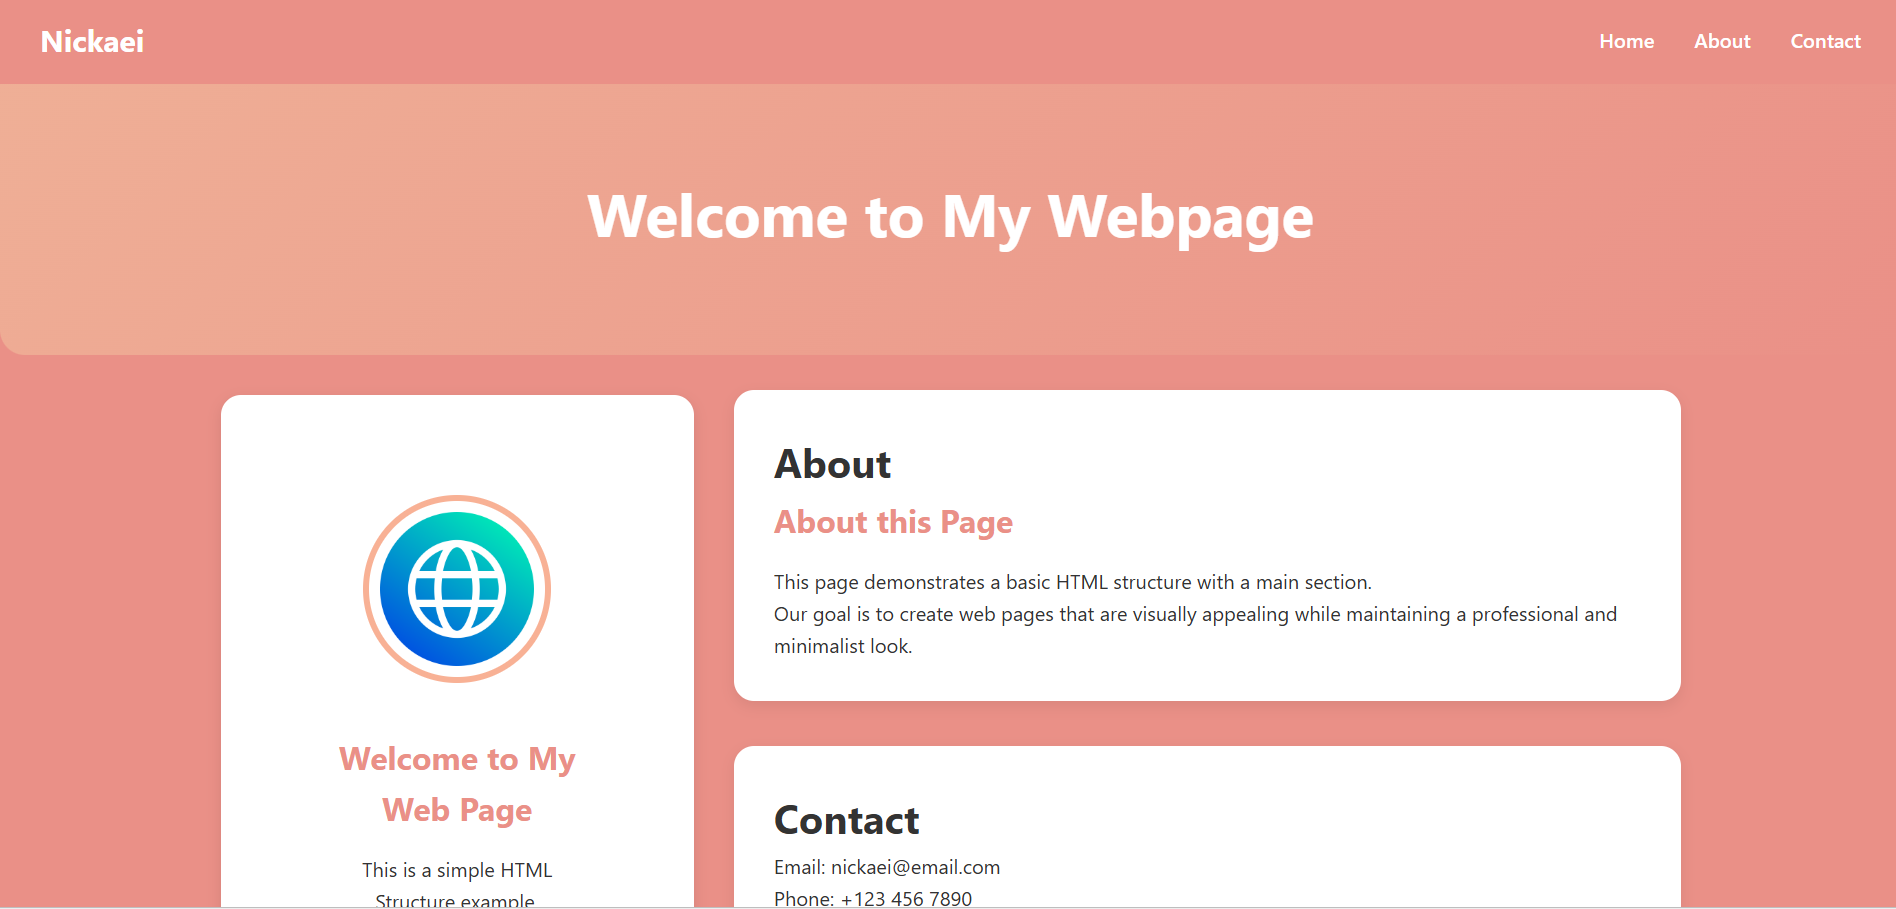 Nickaei
Home About Contact
Welcome to My Webpage
Welcome to My
Web Page
This is a simple HTML
Structure example
About
About this Page
This page demonstrates a basic HTML structure with a main section.
Our goal is to create web pages that are visually appealing while maintaining a professional and
minimalist look.
Contact
Email: nickaei@email.com
Phone: +123 456 7890